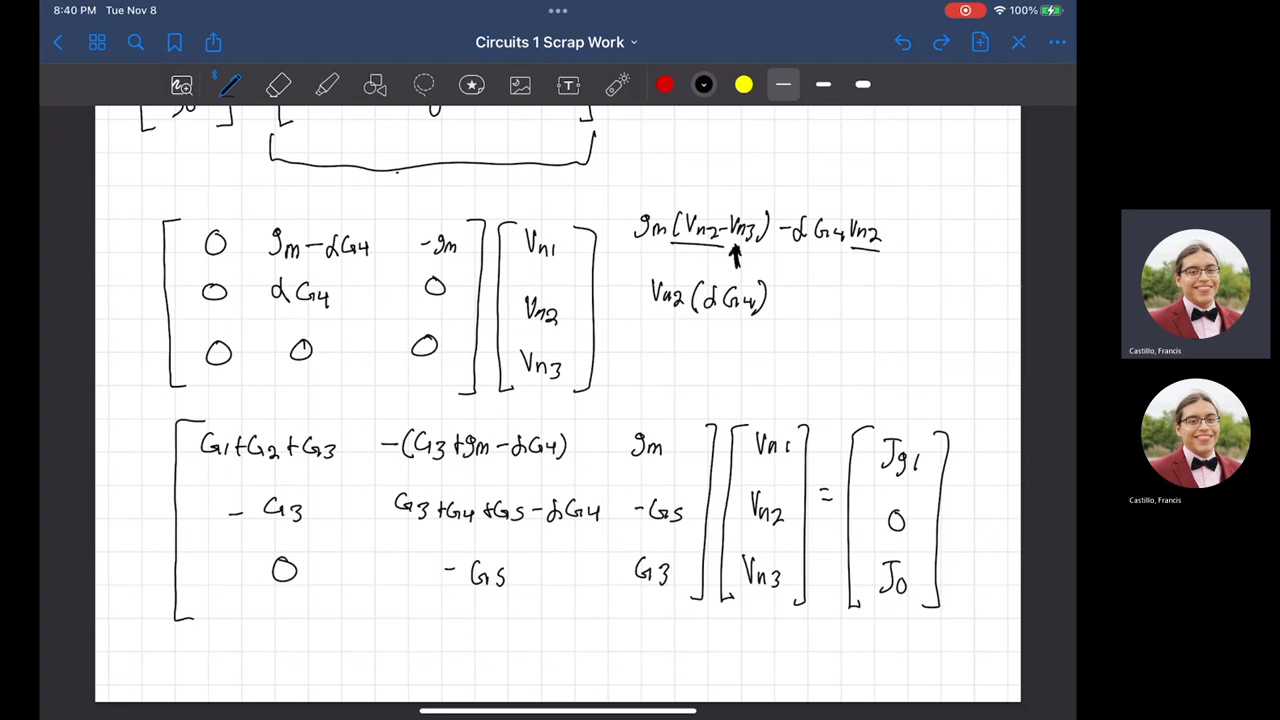 8:40 PM Tue Nov 8
100%
Circuits 1 Scrap Work
J0
0
0 gm-αG4 -gm Vn1
gm(Vn2-Vn3)-αG4Vn2
0 αG4 0 Vn2
Vn2(αG4)
0 0 0 Vn3
G1+G2+G3 -(G3+gm-αG4) gm Vn1 Jg1
-G3 G3+G4+G5-αG4 -G5 Vn2 = 0
0 -G5 G3 Vn3 J0
Castillo, Francis
Castillo, Francis